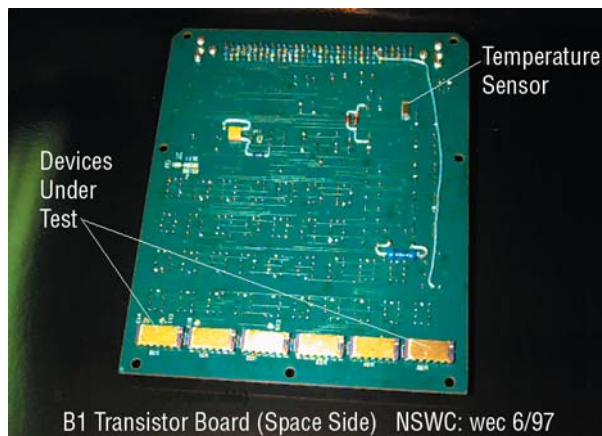 Temperature
Sensor
Devices
Under
Test
B1 Transistor Board (Space Side) NSWC: wec 6/97